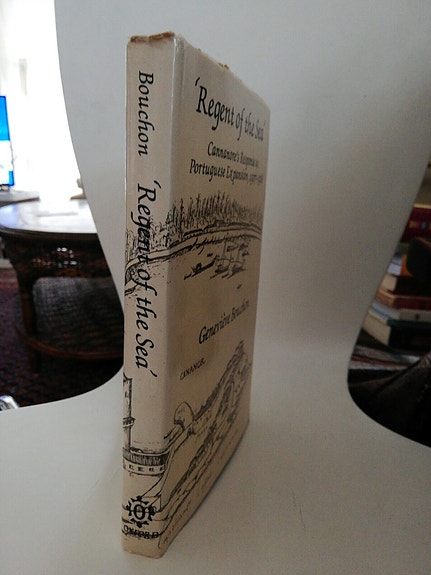 Bouchon 'Regent of the Sea'
OXFORD
'Regent of the Sea'
Cannanore's Response to
Portuguese Expansion, 1507-1528
Geneviève Bouchon
CANANOR